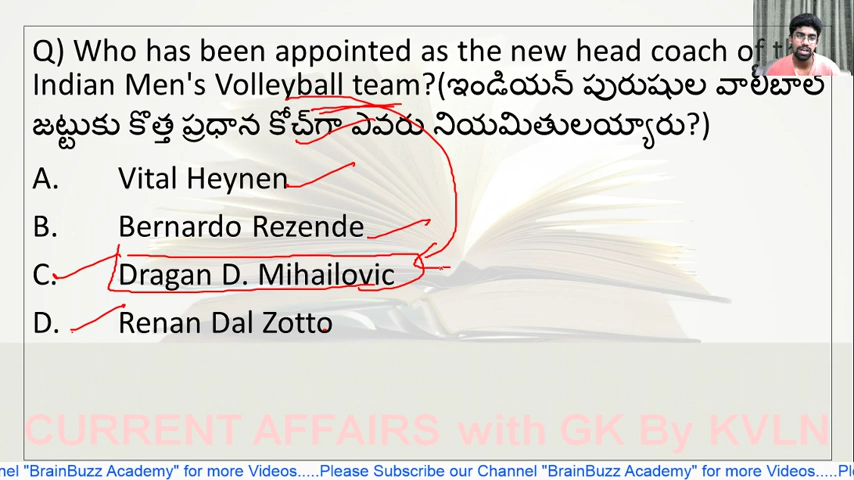 Q) Who has been appointed as the new head coach of the
Indian Men's Volleyball team?(ఇండియన్ పురుషుల వాలీబాల్
జట్టుకు కొత్త ప్రధాన కోచ్‌గా ఎవరు నియమితులయ్యారు?)
A. Vital Heynen
B. Bernardo Rezende
C. Dragan D. Mihailovic
D. Renan Dal Zotto
CURRENT AFFAIRS with GK By KVLN
nel "BrainBuzz Academy" for more Videos.....Please Subscribe our Channel "BrainBuzz Academy" for more Videos.....Pl